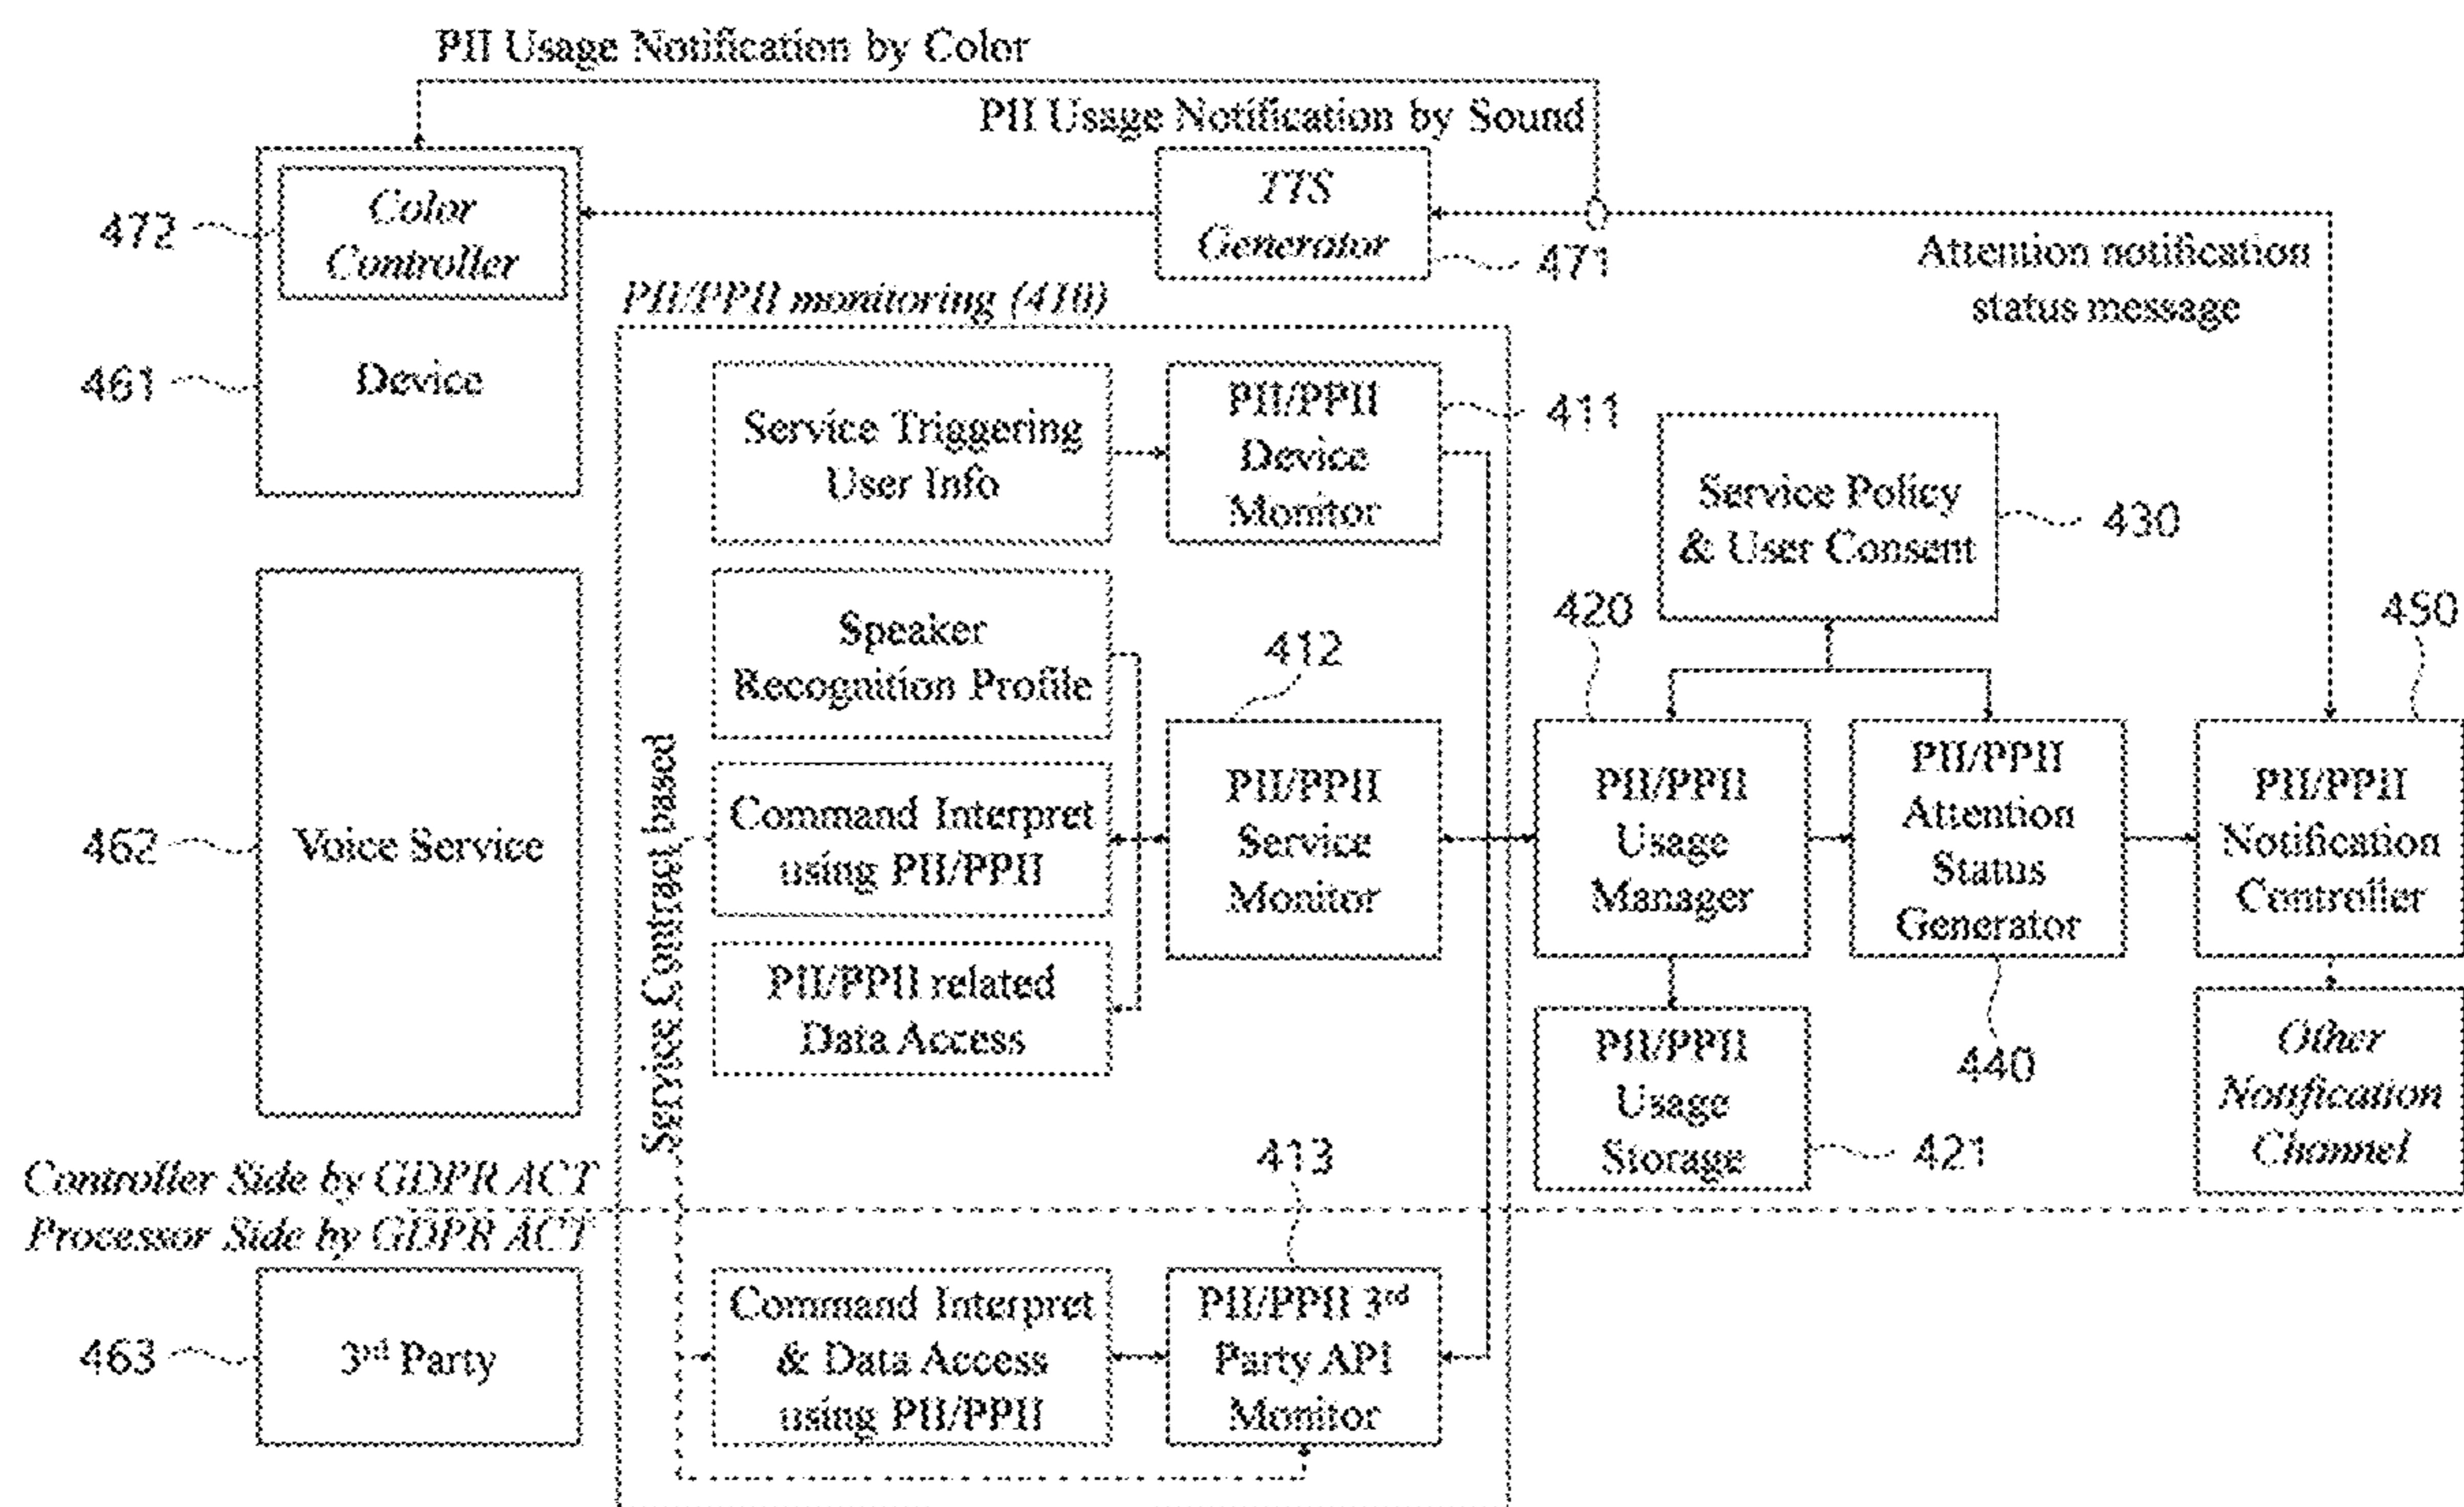 PII Usage Notification by Color
PII Usage Notification by Sound
Color
Controller
472
Device
461
TTS
Generator
471
Attention notification
status message
PII/PPII monitoring (410)
Service Triggering
User Info
PII/PPII
Device
Monitor
411
Service Policy
& User Consent
430
Speaker
Recognition Profile
412
420
450
Voice Service
462
Service Contract based
Command Interpret
using PII/PPII
PII/PPII
Service
Monitor
PII/PPII
Usage
Manager
PII/PPII
Attention
Status
Generator
PII/PPII
Notification
Controller
PII/PPII related
Data Access
PII/PPII
Usage
Storage
421
440
Other
Notification
Channel
413
Controller Side by GDPR ACT
Processor Side by GDPR ACT
3rd Party
463
Command Interpret
& Data Access
using PII/PPII
PII/PPII 3rd
Party API
Monitor